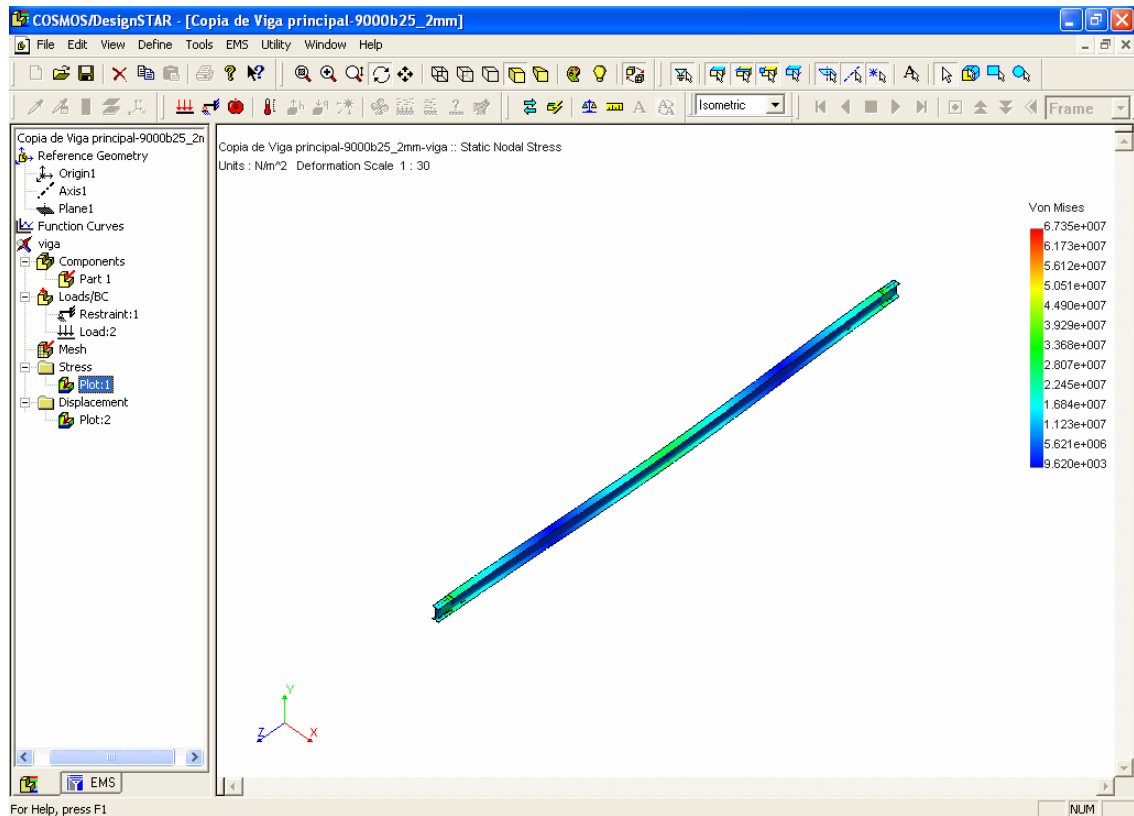 COSMOS/DesignSTAR - [Copia de Viga principal-9000b25_2mm]
File Edit View Define Tools EMS Utility Window Help
Isometric
Frame
Copia de Viga principal-9000b25_2n
Reference Geometry
Origin1
Axis1
Plane1
Function Curves
viga
Components
Part 1
Loads/BC
Restraint:1
Load:2
Mesh
Stress
Plot:1
Displacement
Plot:2
EMS
Copia de Viga principal-9000b25_2mm-viga :: Static Nodal Stress
Units : N/m^2 Deformation Scale 1 : 30
Von Mises
6.735e+007
6.173e+007
5.612e+007
5.051e+007
4.490e+007
3.929e+007
3.368e+007
2.807e+007
2.245e+007
1.684e+007
1.123e+007
5.621e+006
9.620e+003
Y
Z
X
For Help, press F1
NUM